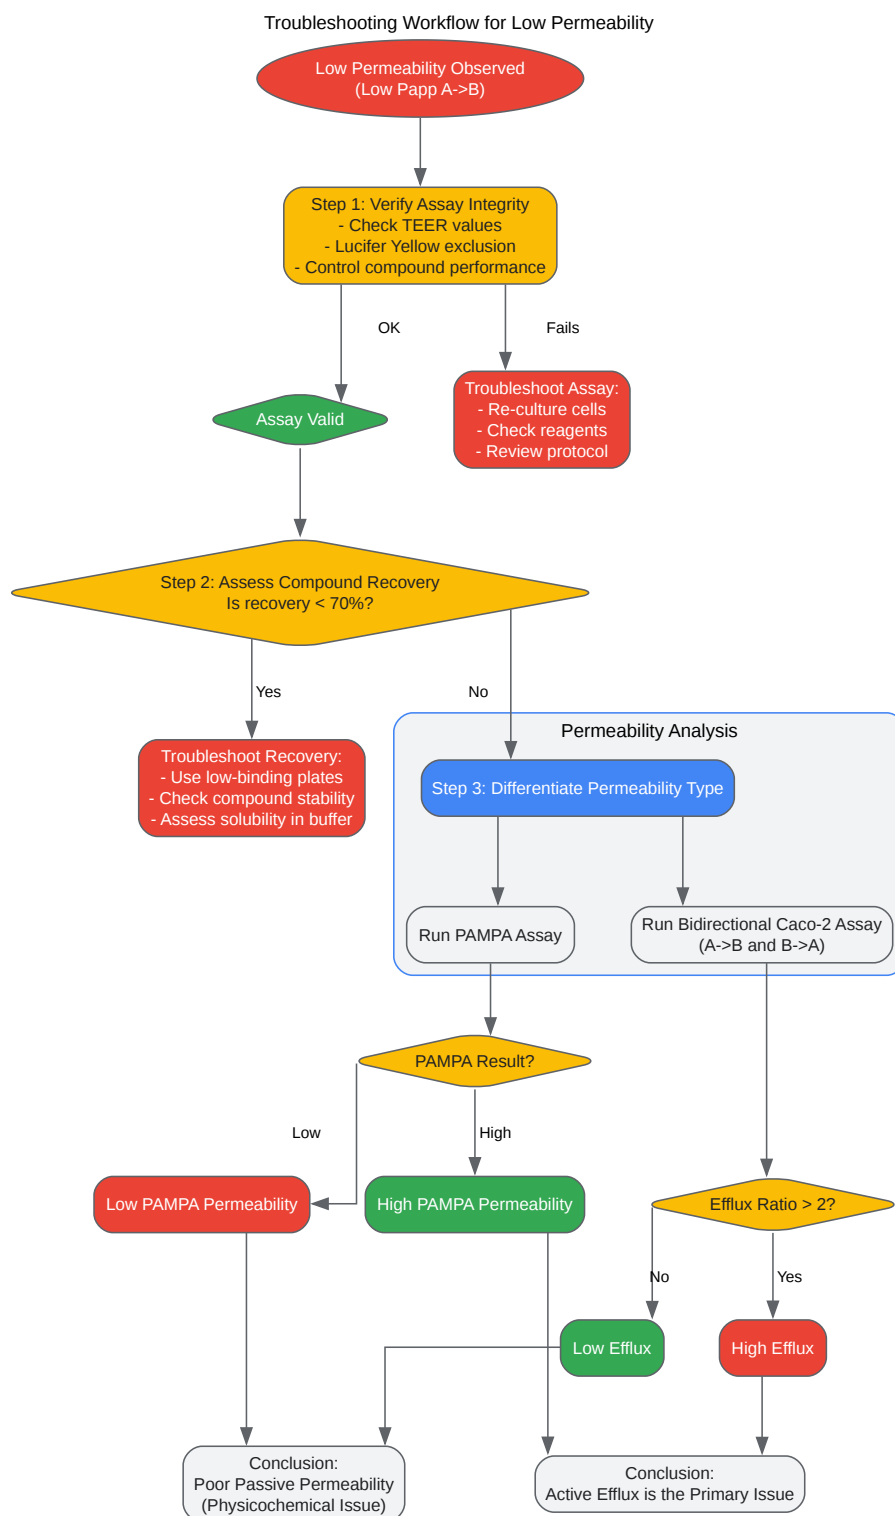 Troubleshooting Workflow for Low Permeability
Low Permeability Observed
(Low Papp A->B)
Step 1: Verify Assay Integrity
- Check TEER values
- Lucifer Yellow exclusion
- Control compound performance
OK
Fails
Troubleshoot Assay:
- Re-culture cells
- Check reagents
- Review protocol
Assay Valid
Step 2: Assess Compound Recovery
Is recovery < 70%?
Yes
No
Troubleshoot Recovery:
- Use low-binding plates
- Check compound stability
- Assess solubility in buffer
Permeability Analysis
Step 3: Differentiate Permeability Type
Run PAMPA Assay
Run Bidirectional Caco-2 Assay
(A->B and B->A)
PAMPA Result?
Low
High
Low PAMPA Permeability
High PAMPA Permeability
Efflux Ratio > 2?
No
Yes
Low Efflux
High Efflux
Conclusion:
Poor Passive Permeability
(Physicochemical Issue)
Conclusion:
Active Efflux is the Primary Issue